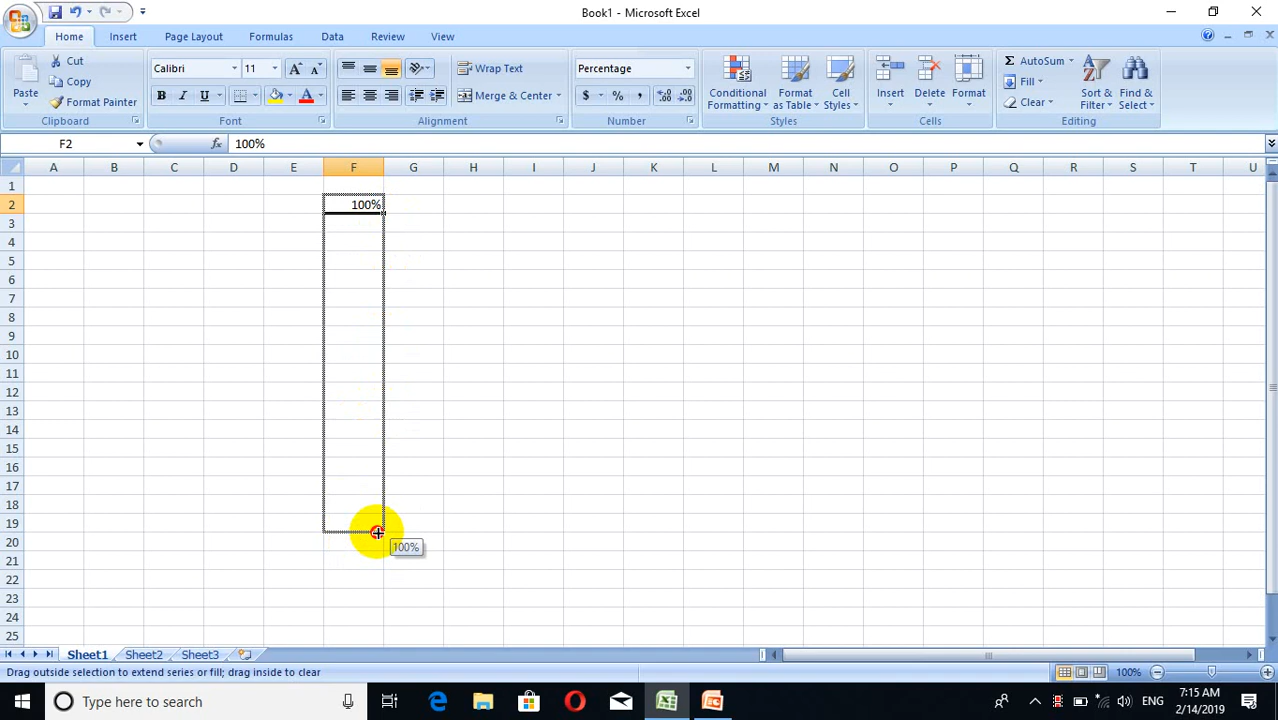 Book1 - Microsoft Excel
Home Insert Page Layout Formulas Data Review View
Paste Cut Calibri 11 Wrap Text Percentage Conditional Formatting Format as Table Cell Styles Insert Delete Format AutoSum Sort & Filter Find & Select
Copy Fill
Format Painter B I U A Merge & Center $ % , Clear
Clipboard Font Alignment Number Styles Cells Editing
F2 fx 100%
A B C D E F G H I J K L M N O P Q R S T U
1
2 100%
3
4
5
6
7
8
9
10
11
12
13
14
15
16
17
18
19
20 100%
21
22
23
24
25
Sheet1 Sheet2 Sheet3
Drag outside selection to extend series or fill; drag inside to clear 100%
Type here to search ENG 7:15 AM
2/14/2019